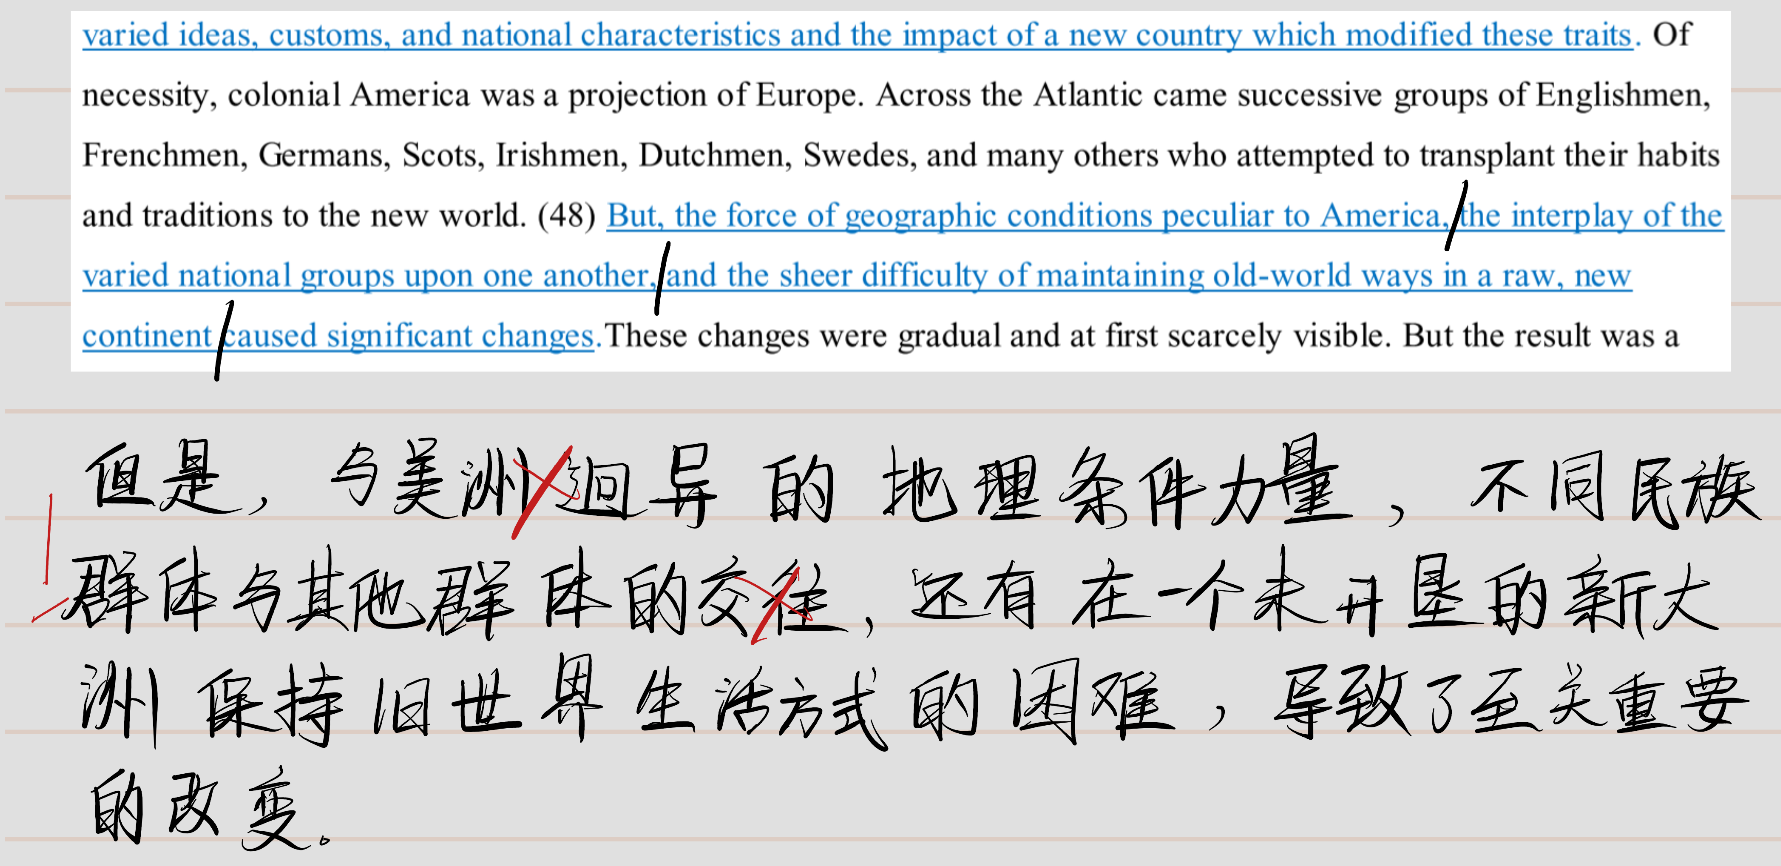 varied ideas, customs, and national characteristics and the impact of a new country which modified these traits. Of
necessity, colonial America was a projection of Europe. Across the Atlantic came successive groups of Englishmen,
Frenchmen, Germans, Scots, Irishmen, Dutchmen, Swedes, and many others who attempted to transplant their habits
and traditions to the new world. (48) But, the force of geographic conditions peculiar to America, the interplay of the
varied national groups upon one another, and the sheer difficulty of maintaining old-world ways in a raw, new
continent caused significant changes.These changes were gradual and at first scarcely visible. But the result was a
但是，与美洲迥异的地理条件力量，不同民族
群体与其他群体的交往，还有在一个未开垦的新大
洲保持旧世界生活方式的困难，导致了至关重要
的改变。